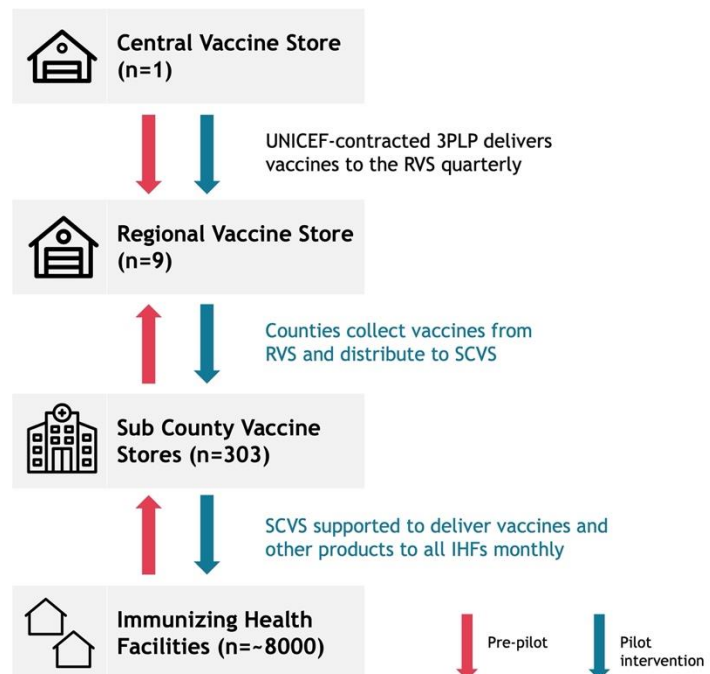 Central Vaccine Store
(n=1)
UNICEF-contracted 3PLP delivers
vaccines to the RVS quarterly
Regional Vaccine Store
(n=9)
Counties collect vaccines from
RVS and distribute to SCVS
Sub County Vaccine
Stores (n=303)
SCVS supported to deliver vaccines and
other products to all IHFs monthly
Immunizing Health
Facilities (n=~8000)
Pre-pilot
Pilot
intervention